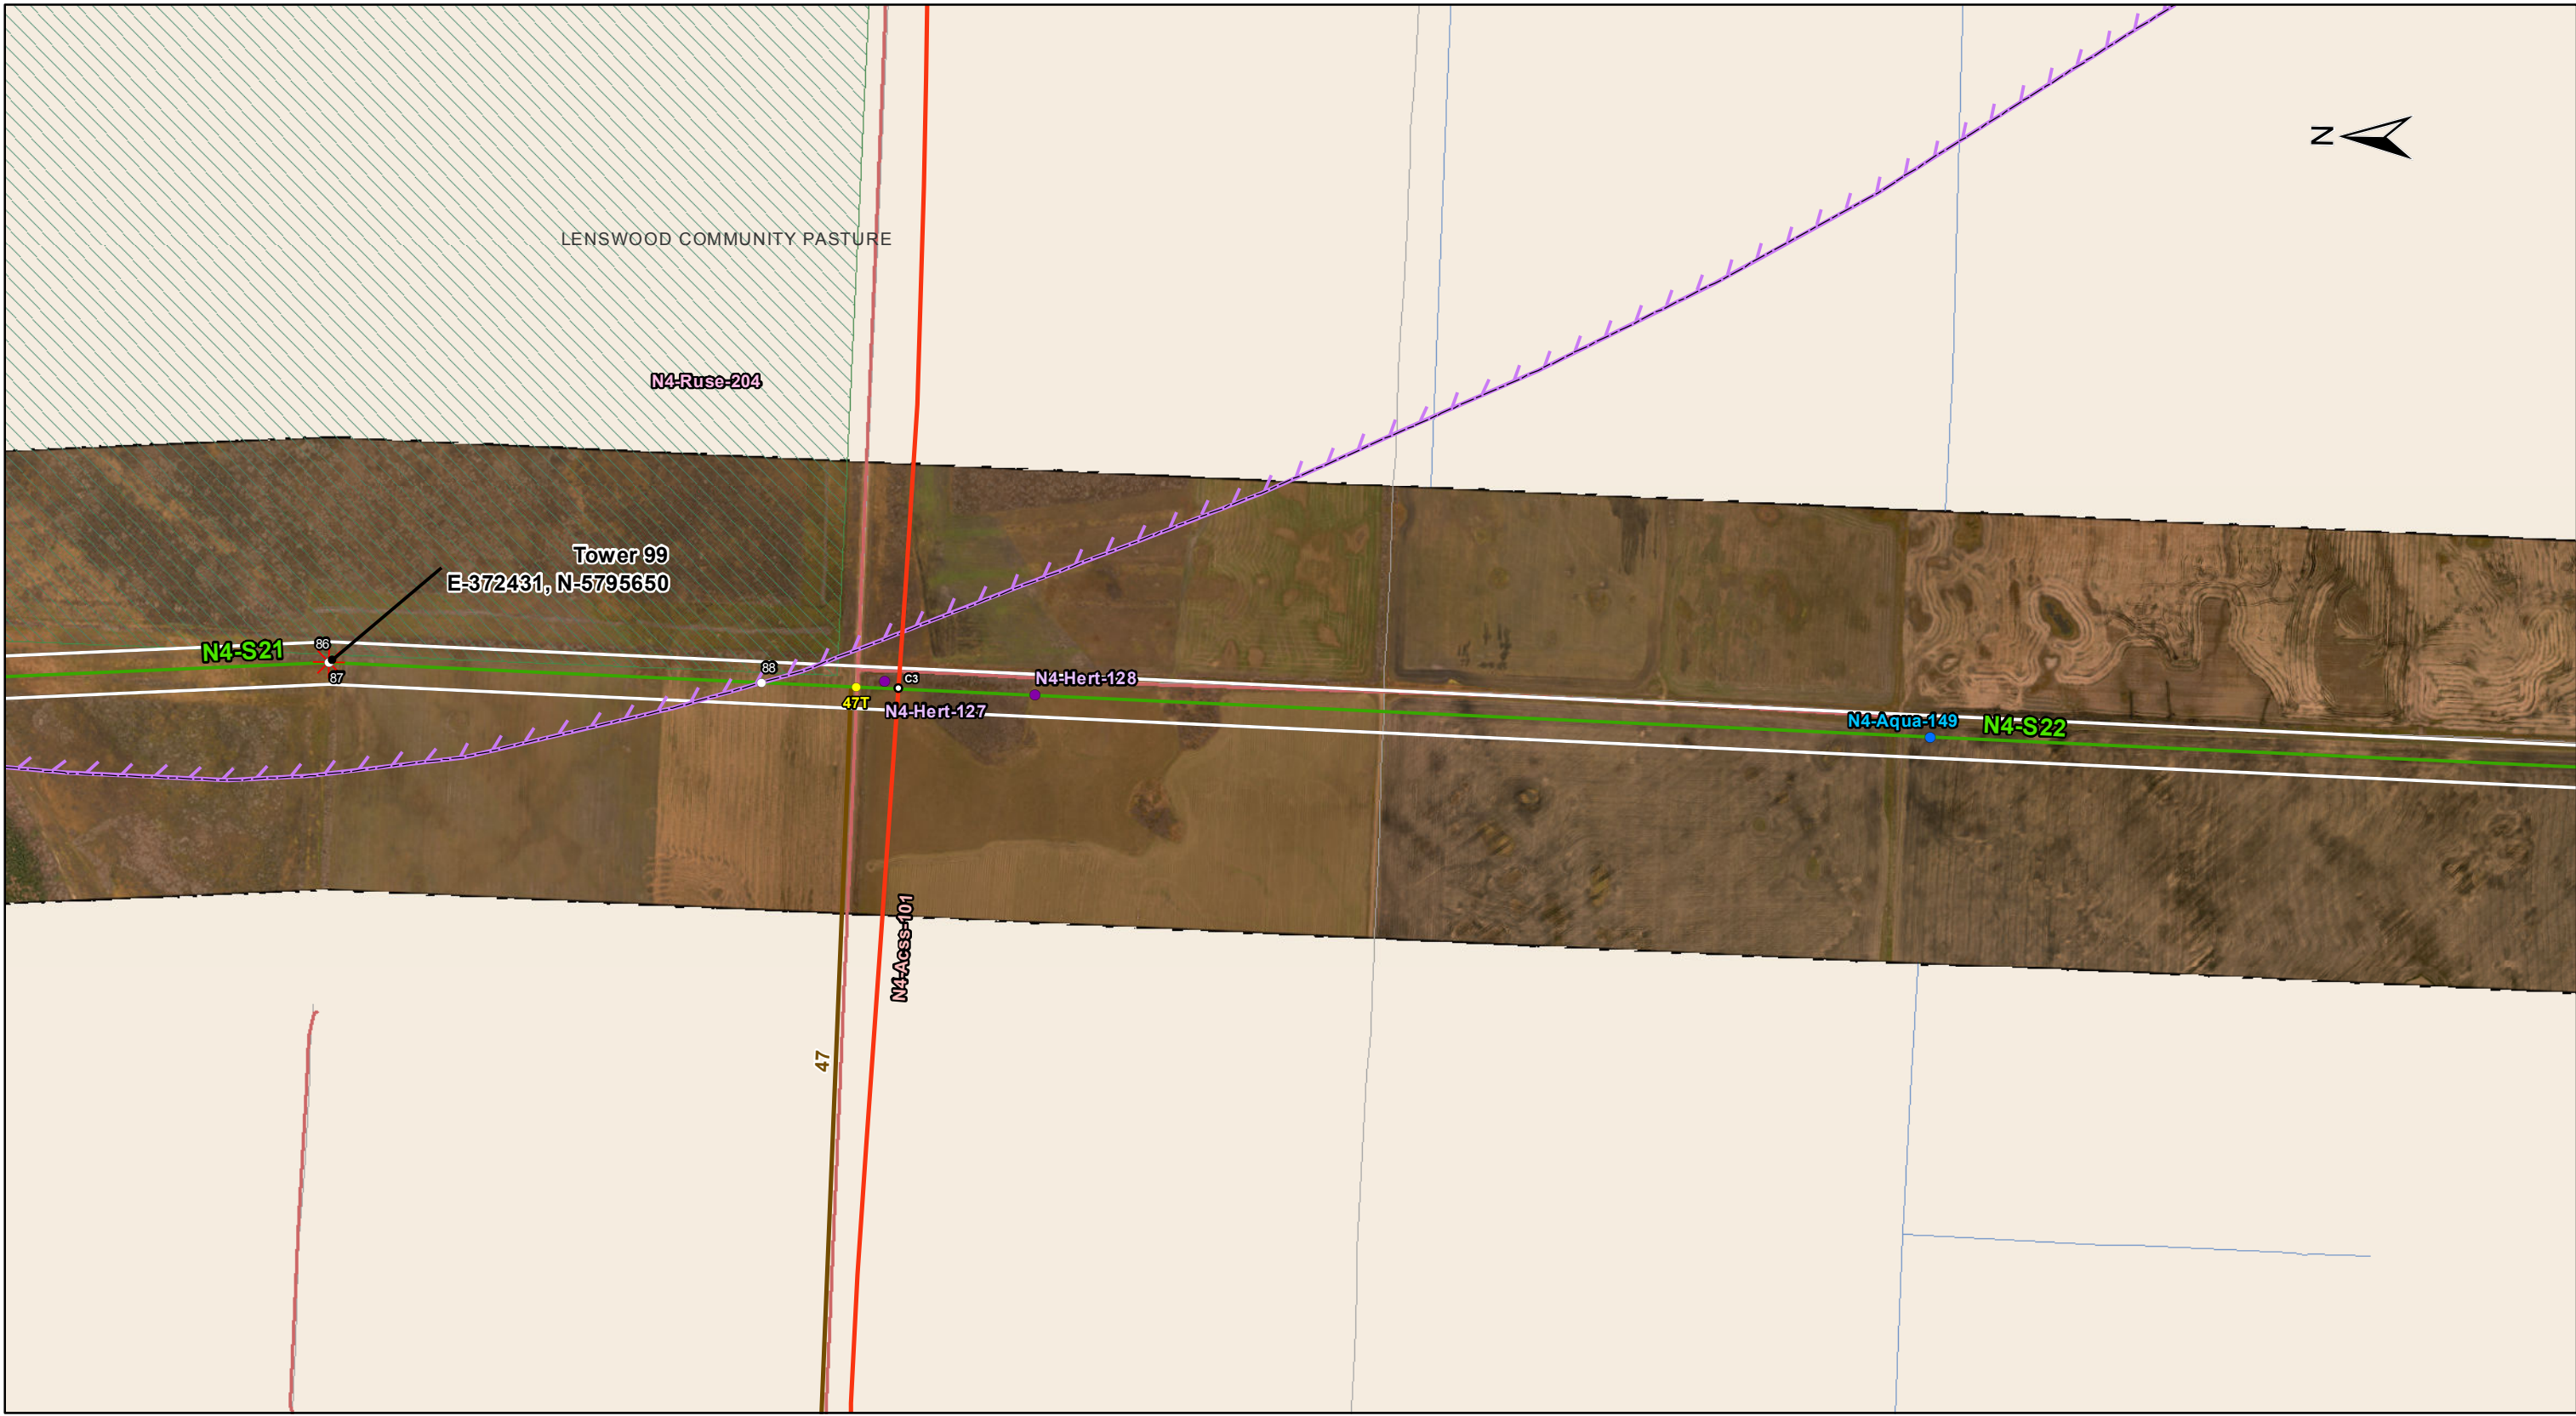 N
LENSWOOD COMMUNITY PASTURE
N4-Ruse-204
Tower 99
E-372431, N-5795650
N4-S21
86
87
88
47T
C3
N4-Hert-128
N4-Hert-127
N4-Aqua-149
N4-S22
N4-Acss-101
47